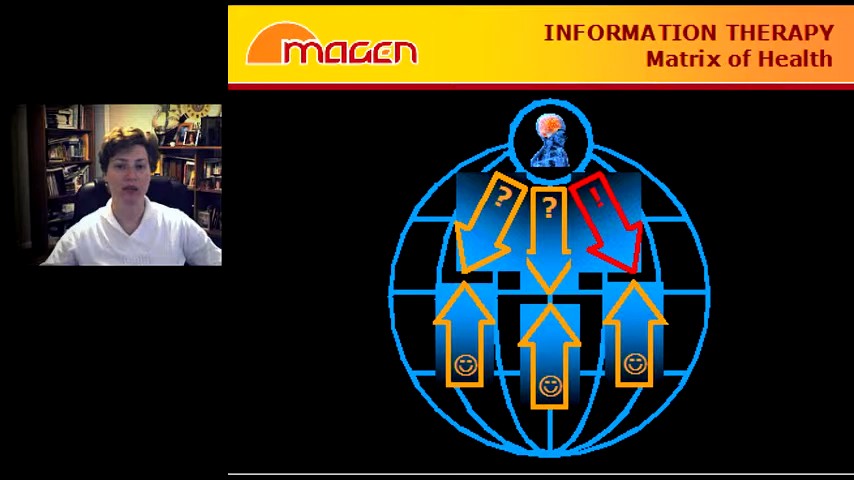 magen
INFORMATION THERAPY
Matrix of Health
? ? !